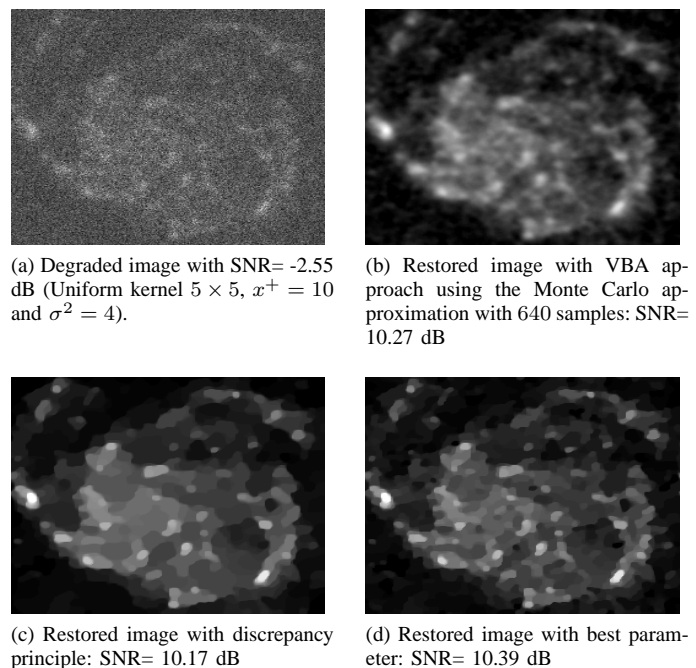 (a) Degraded image with SNR= -2.55
dB (Uniform kernel 5 × 5, x⁺ = 10
and σ² = 4).
(b) Restored image with VBA ap-
proach using the Monte Carlo ap-
proximation with 640 samples: SNR=
10.27 dB
(c) Restored image with discrepancy
principle: SNR= 10.17 dB
(d) Restored image with best param-
eter: SNR= 10.39 dB